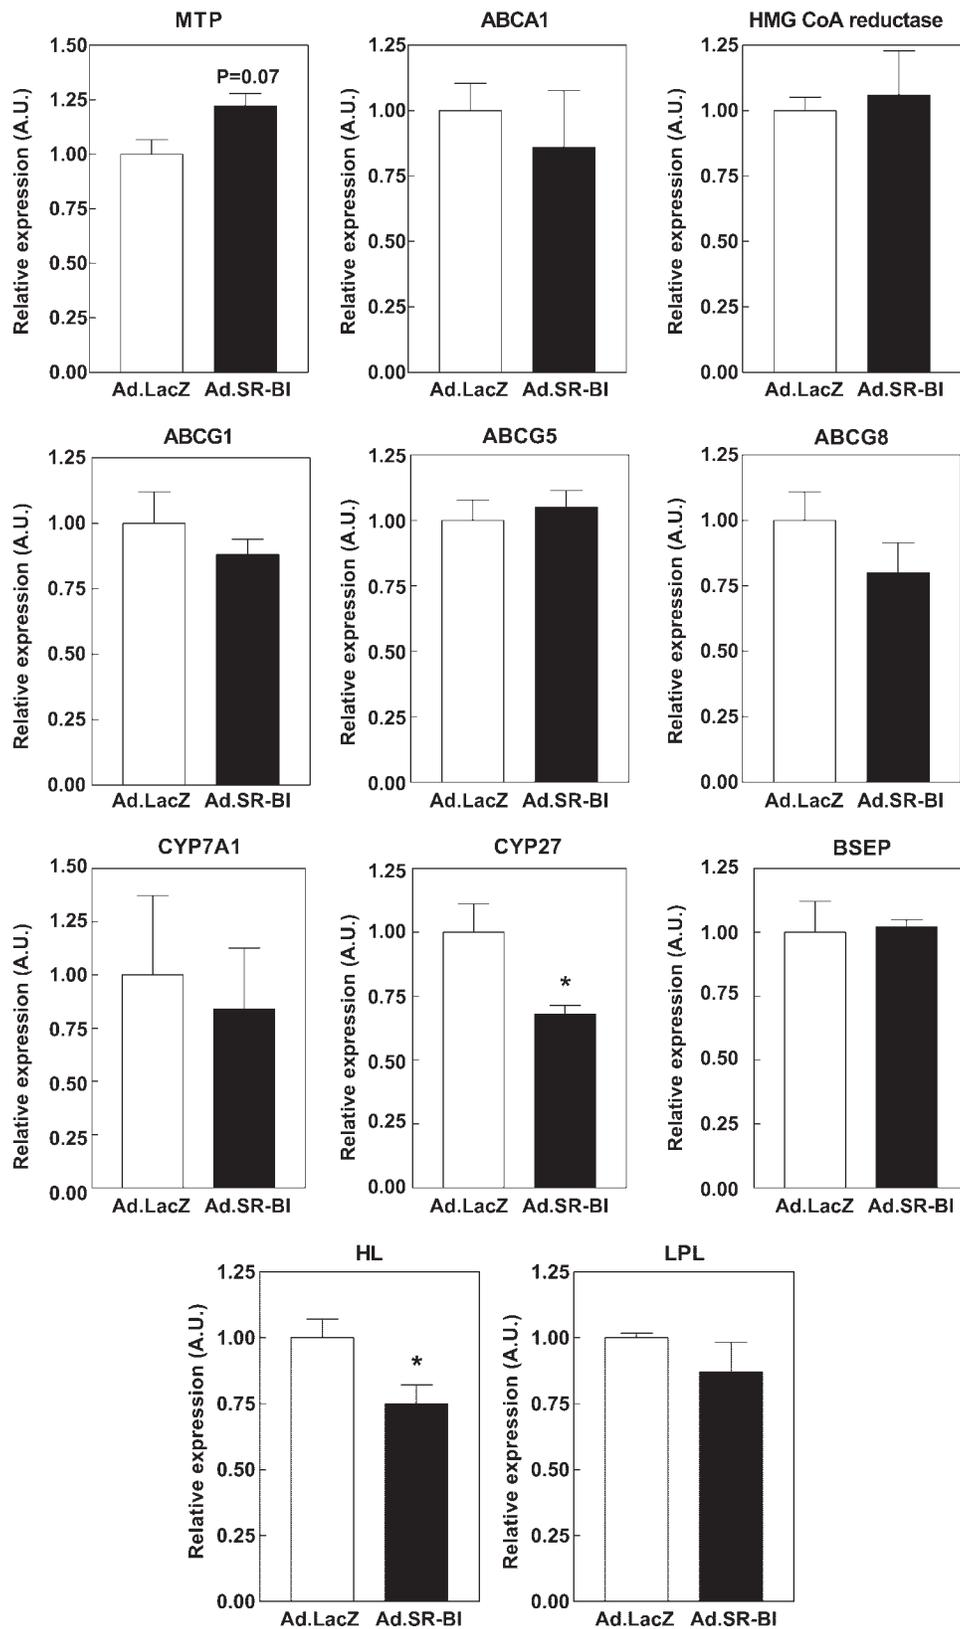 MTP
1.50
1.25
1.00
0.75
0.50
0.25
0.00
Relative expression (A.U.)
P=0.07
Ad.LacZ Ad.SR-BI
ABCA1
1.25
1.00
0.75
0.50
0.25
0.00
Relative expression (A.U.)
Ad.LacZ Ad.SR-BI
HMG CoA reductase
1.25
1.00
0.75
0.50
0.25
0.00
Relative expression (A.U.)
Ad.LacZ Ad.SR-BI
ABCG1
1.25
1.00
0.75
0.50
0.25
0.00
Relative expression (A.U.)
Ad.LacZ Ad.SR-BI
ABCG5
1.25
1.00
0.75
0.50
0.25
0.00
Relative expression (A.U.)
Ad.LacZ Ad.SR-BI
ABCG8
1.25
1.00
0.75
0.50
0.25
0.00
Relative expression (A.U.)
Ad.LacZ Ad.SR-BI
CYP7A1
1.50
1.25
1.00
0.75
0.50
0.25
0.00
Relative expression (A.U.)
Ad.LacZ Ad.SR-BI
CYP27
1.25
1.00
0.75
0.50
0.25
0.00
Relative expression (A.U.)
*
Ad.LacZ Ad.SR-BI
BSEP
1.25
1.00
0.75
0.50
0.25
0.00
Relative expression (A.U.)
Ad.LacZ Ad.SR-BI
HL
1.25
1.00
0.75
0.50
0.25
0.00
Relative expression (A.U.)
*
Ad.LacZ Ad.SR-BI
LPL
1.25
1.00
0.75
0.50
0.25
0.00
Relative expression (A.U.)
Ad.LacZ Ad.SR-BI